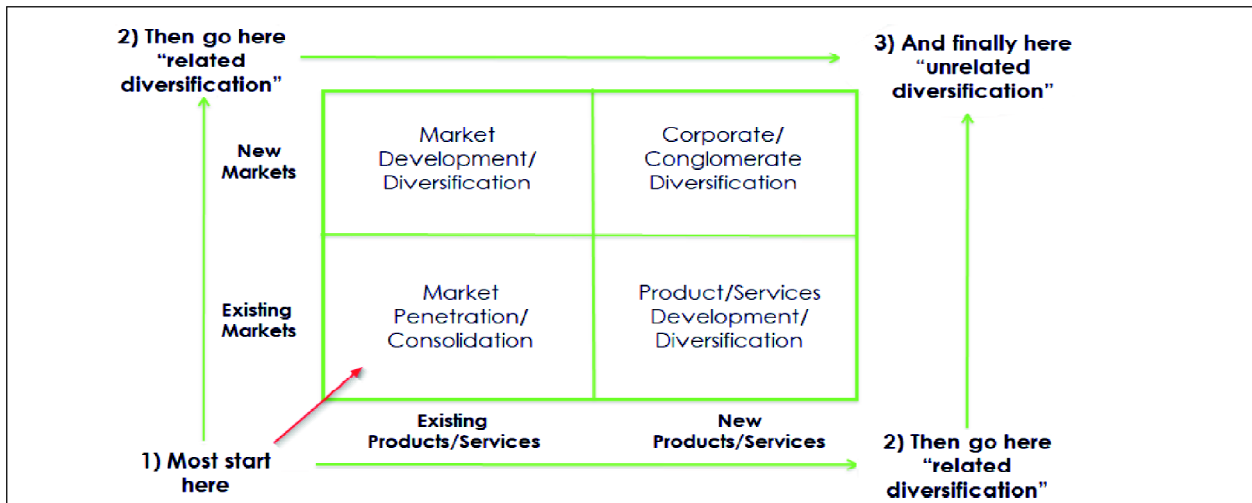 2) Then go here
“related
diversification”
3) And finally here
“unrelated
diversification”
New
Markets
Market
Development/
Diversification
Corporate/
Conglomerate
Diversification
Existing
Markets
Market
Penetration/
Consolidation
Product/Services
Development/
Diversification
Existing
Products/Services
New
Products/Services
1) Most start
here
2) Then go here
“related
diversification”